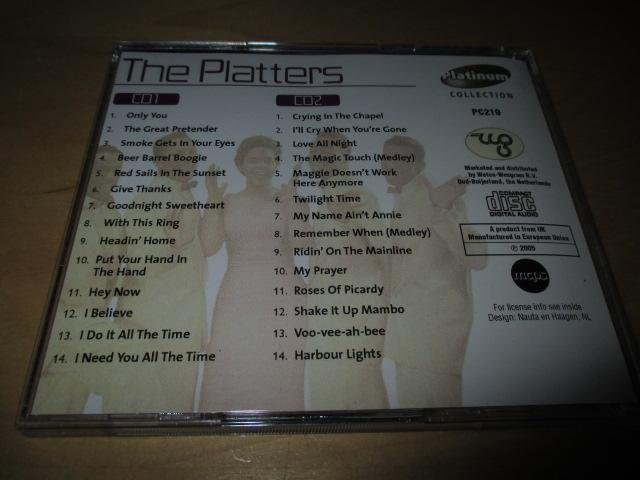 The Platters
CD1
1. Only You
2. The Great Pretender
3. Smoke Gets In Your Eyes
4. Beer Barrel Boogie
5. Red Sails In The Sunset
6. Give Thanks
7. Goodnight Sweetheart
8. With This Ring
9. Headin' Home
10. Put Your Hand In
The Hand
11. Hey Now
12. I Believe
13. I Do It All The Time
14. I Need You All The Time
CD2
1. Crying In The Chapel
2. I'll Cry When You're Gone
3. Love All Night
4. The Magic Touch (Medley)
5. Maggie Doesn't Work
Here Anymore
6. Twilight Time
7. My Name Ain't Annie
8. Remember When (Medley)
9. Ridin' On The Mainline
10. My Prayer
11. Roses Of Picardy
12. Shake It Up Mambo
13. Voo-vee-ah-bee
14. Harbour Lights
Platinum
COLLECTION
PC219
Marketed and distributed
by Weton-Wesgram B.V.
Oud-Beijerland, the Netherlands
COMPACT
disc
DIGITAL AUDIO
A product from UK
Manufactured in European Union
℗ 2005
mcps
For license info see inside
Design: Nauta en Haagen, NL